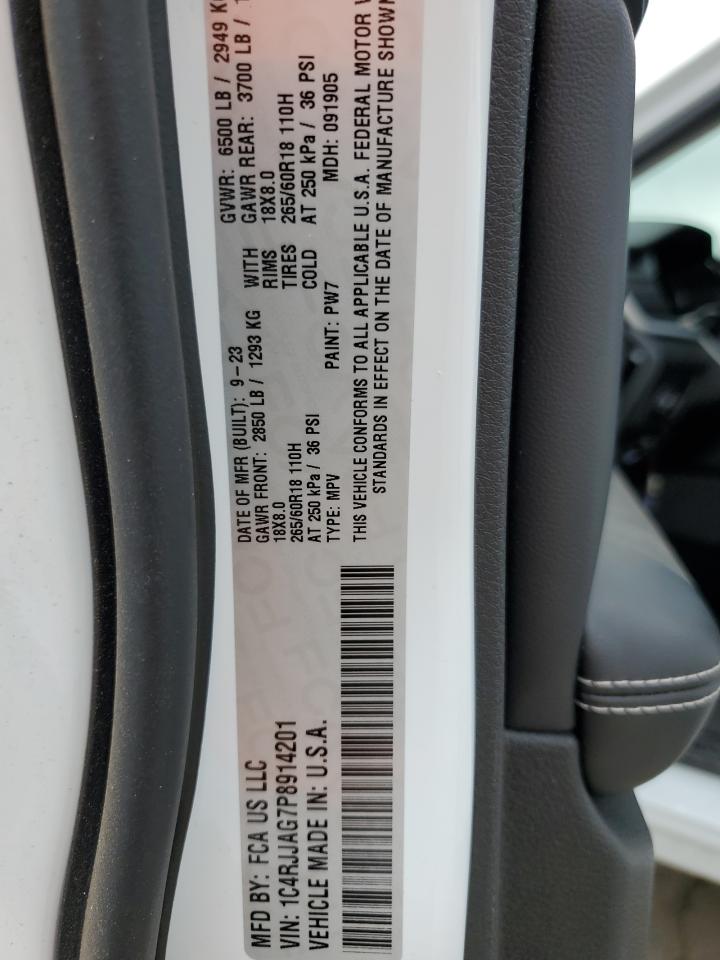 MFD BY: FCA US LLC
VIN: 1C4RJJAG7P8914201
VEHICLE MADE IN: U.S.A.
DATE OF MFR (BUILT): 9-23 GVWR: 6500 LB / 2949 K
GAWR FRONT: 2850 LB / 1293 KG WITH GAWR REAR: 3700 LB /
18X8.0 RIMS 18X8.0
265/60R18 110H TIRES 265/60R18 110H
AT 250 kPa / 36 PSI COLD AT 250 kPa / 36 PSI
TYPE: MPV PAINT: PW7 MDH: 091905
THIS VEHICLE CONFORMS TO ALL APPLICABLE U.S.A. FEDERAL MOTOR V
STANDARDS IN EFFECT ON THE DATE OF MANUFACTURE SHOWN